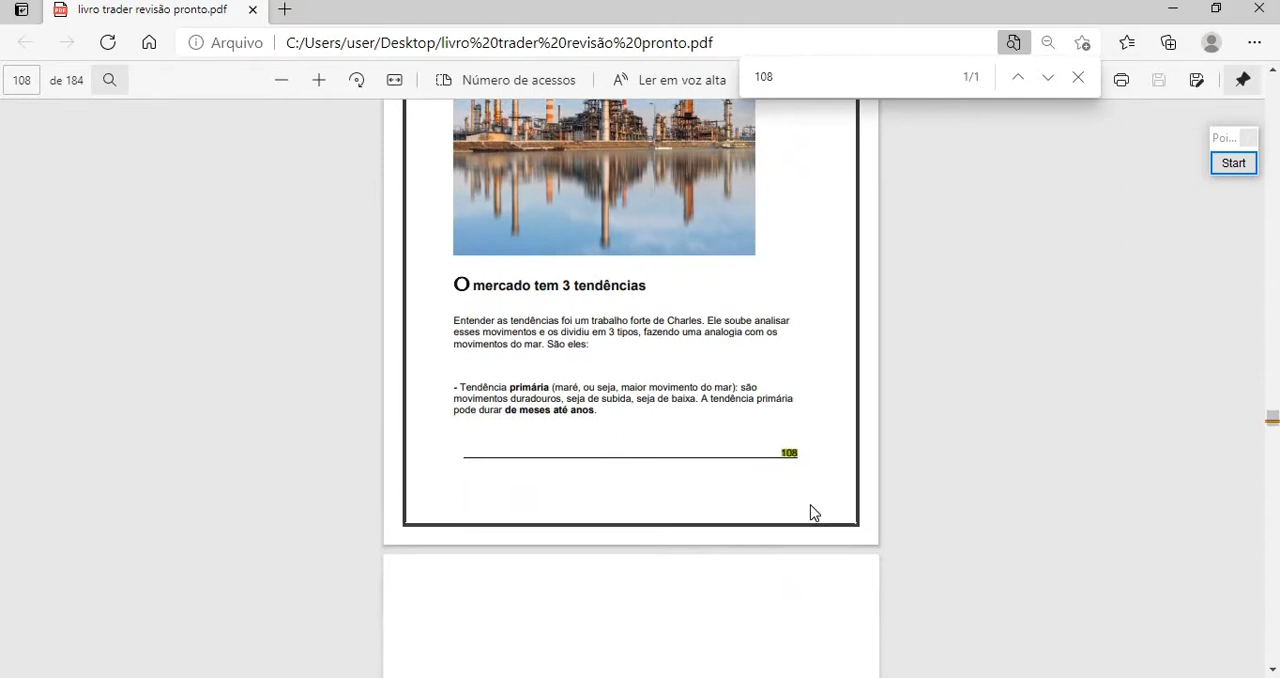 livro trader revisão pronto.pdf
Arquivo
C:/Users/user/Desktop/livro%20trader%20revisão%20pronto.pdf
108 de 184
Número de acessos
Ler em voz alta
108
1/1
Poi...
Start
O mercado tem 3 tendências
Entender as tendências foi um trabalho forte de Charles. Ele soube analisar
esses movimentos e os dividiu em 3 tipos, fazendo uma analogia com os
movimentos do mar. São eles:
- Tendência primária (maré, ou seja, maior movimento do mar): são
movimentos duradouros, seja de subida, seja de baixa. A tendência primária
pode durar de meses até anos.
108